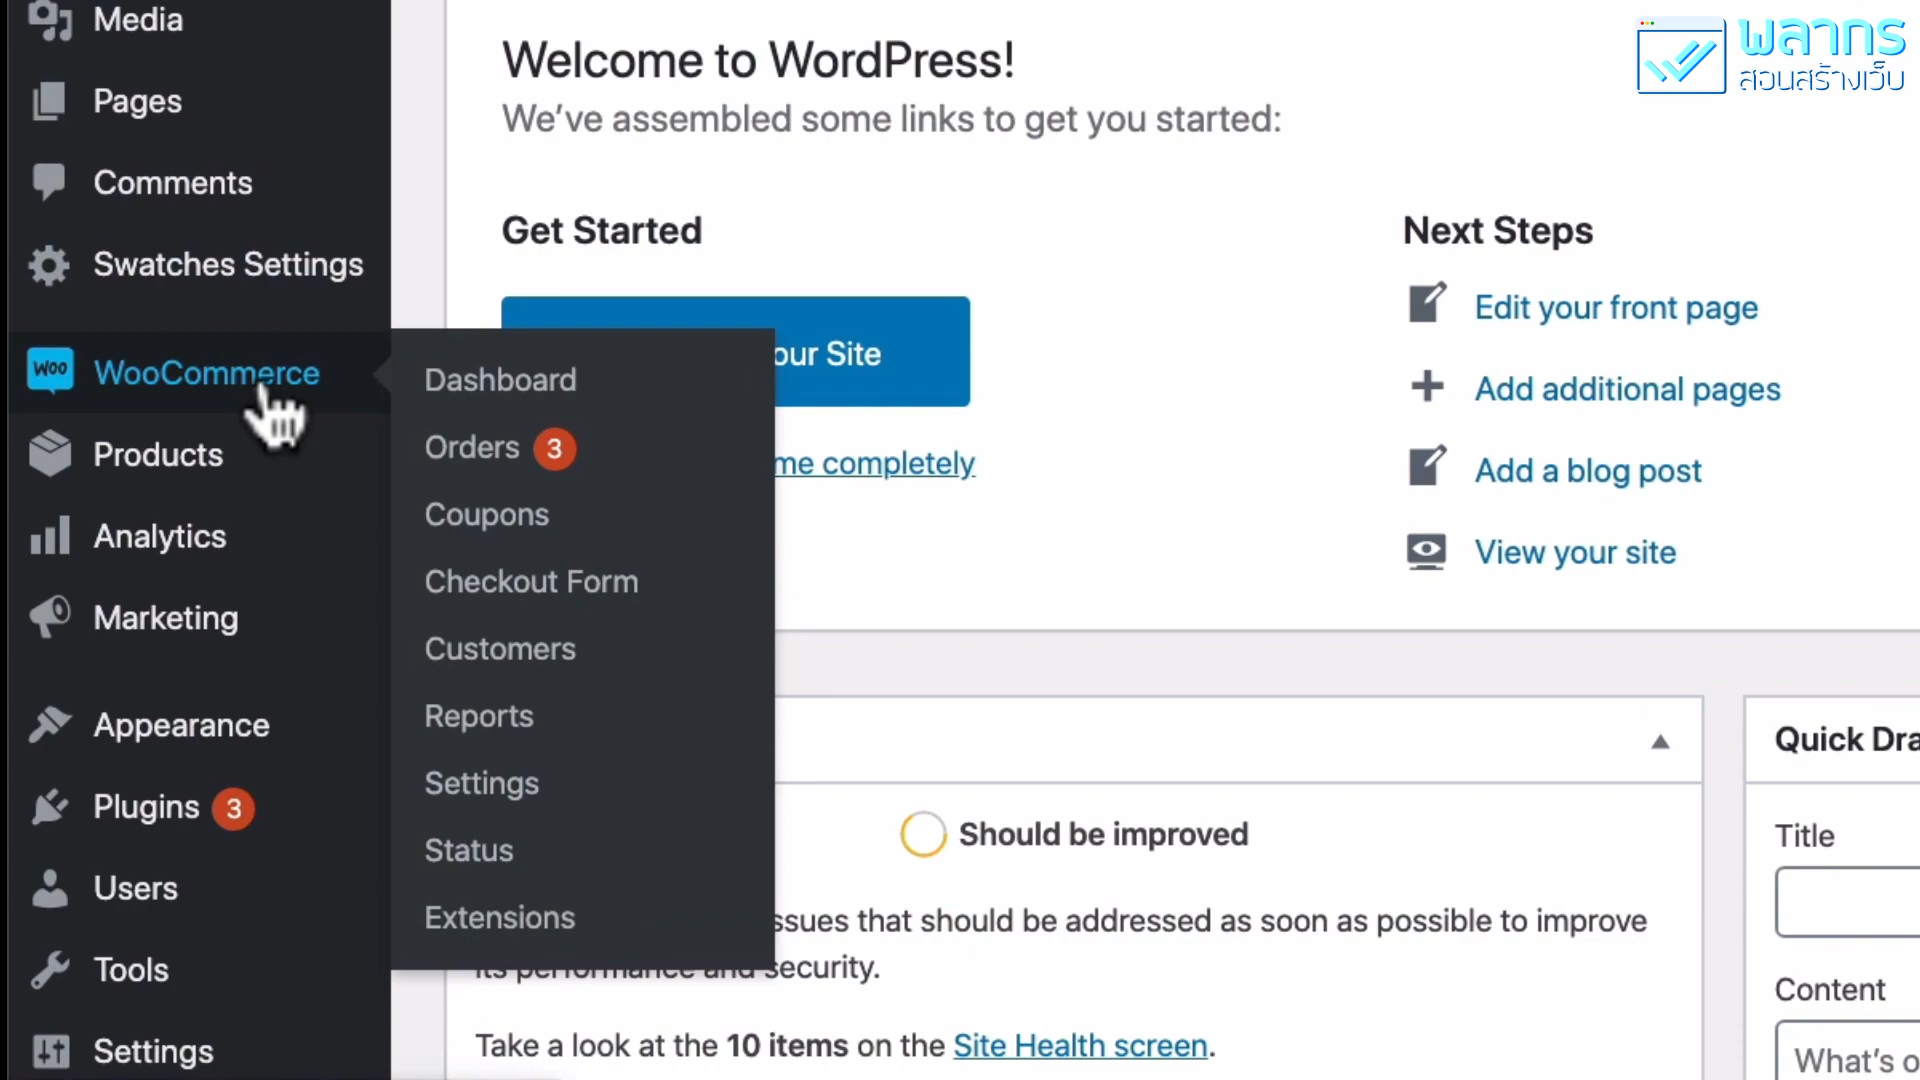 Media
Pages
Comments
Swatches Settings
WOO
WooCommerce
Products
Analytics
Marketing
Appearance
Plugins 3
Users
Tools
Settings
Dashboard
Orders 3
Coupons
Checkout Form
Customers
Reports
Settings
Status
Extensions
Welcome to WordPress!
We've assembled some links to get you started:
Get Started
our Site
me completely
Next Steps
Edit your front page
Add additional pages
Add a blog post
View your site
Should be improved
ssues that should be addressed as soon as possible to improve
its performance and security.
Take a look at the 10 items on the Site Health screen.
Quick Dra
Title
Content
What's o
พลากร
สอนสร้างเว็บ